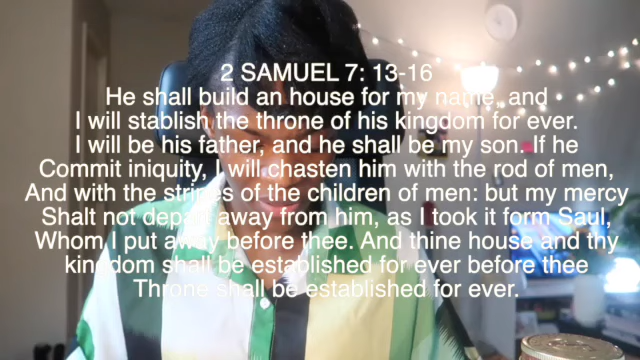 2 SAMUEL 7: 13-16
He shall build an house for my name, and
I will stablish the throne of his kingdom for ever.
I will be his father, and he shall be my son. If he
Commit iniquity, I will chasten him with the rod of men,
And with the stripes of the children of men: but my mercy
Shalt not depart away from him, as I took it form Saul,
Whom I put away before thee. And thine house and thy
kingdom shall be established for ever before thee
Throne shall be established for ever.